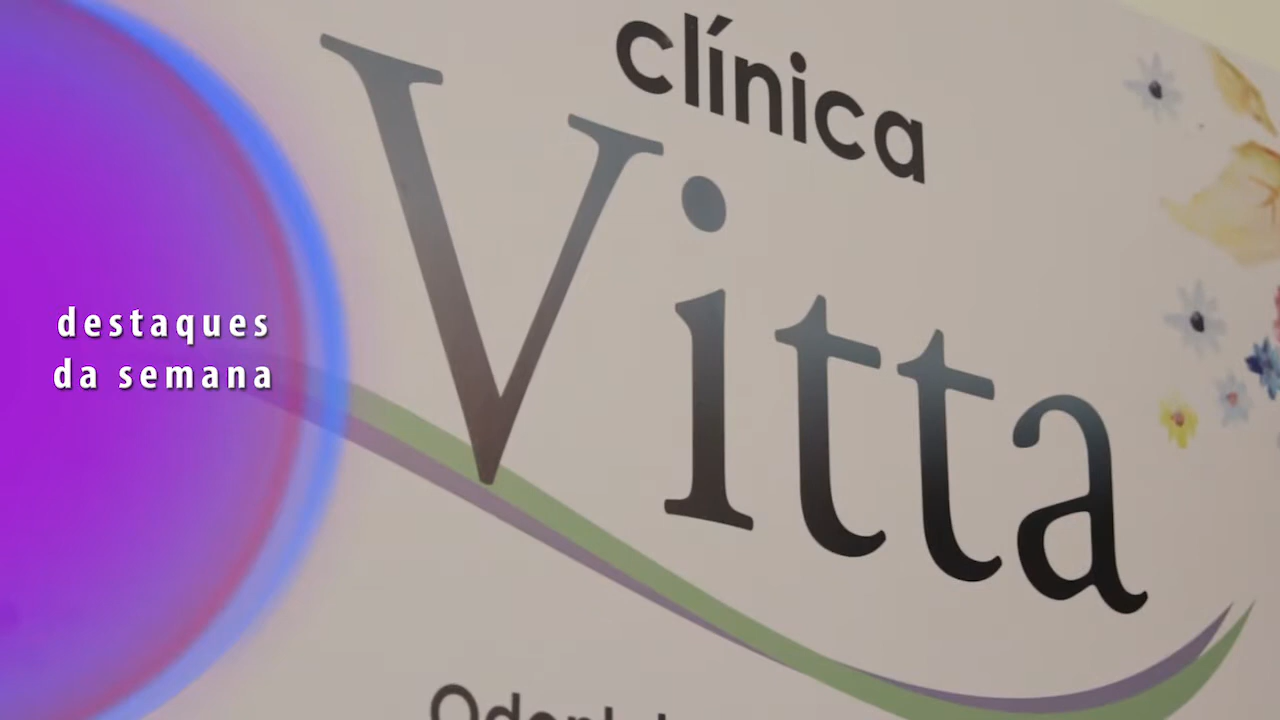 destaques
da semana
clínica
Vitta